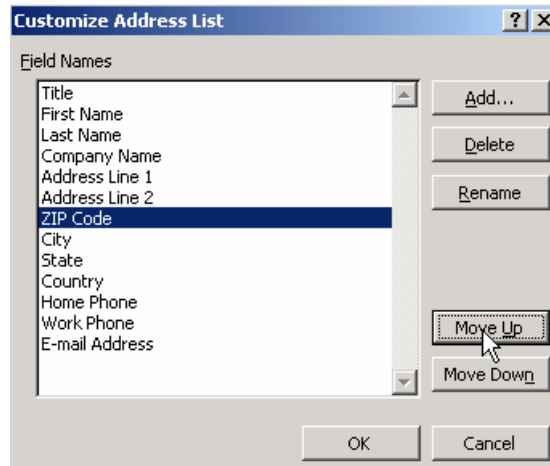 Customize Address List
Field Names
Title
First Name
Last Name
Company Name
Address Line 1
Address Line 2
ZIP Code
City
State
Country
Home Phone
Work Phone
E-mail Address
Add...
Delete
Rename
Move Up
Move Down
OK
Cancel